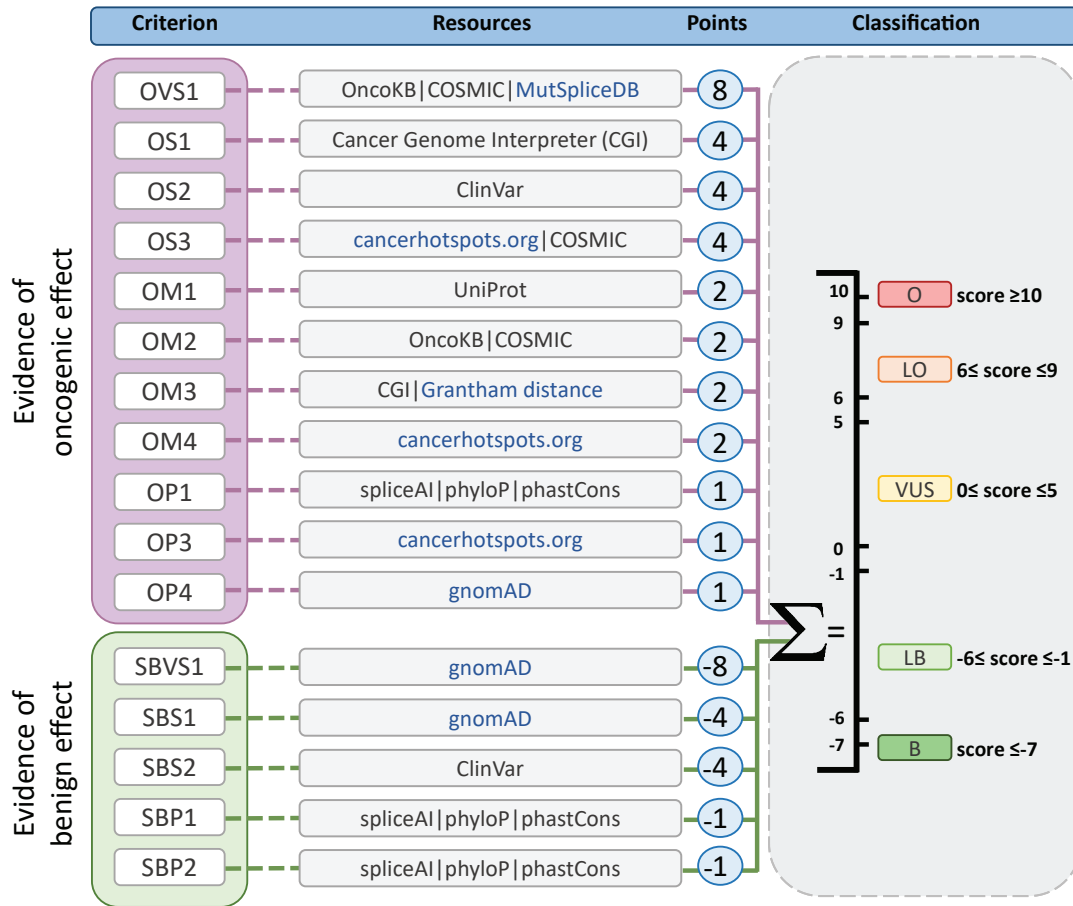 Criterion Resources Points Classification
Evidence of
oncogenic effect
OVS1 OncoKB|COSMIC|MutSpliceDB 8
OS1 Cancer Genome Interpreter (CGI) 4
OS2 ClinVar 4
OS3 cancerhotspots.org|COSMIC 4
OM1 UniProt 2
OM2 OncoKB|COSMIC 2
OM3 CGI|Grantham distance 2
OM4 cancerhotspots.org 2
OP1 spliceAI|phyloP|phastCons 1
OP3 cancerhotspots.org 1
OP4 gnomAD 1
Evidence of
benign effect
SBVS1 gnomAD -8
SBS1 gnomAD -4
SBS2 ClinVar -4
SBP1 spliceAI|phyloP|phastCons -1
SBP2 spliceAI|phyloP|phastCons -1
Σ =
10
9
6
5
0
-1
-6
-7
O score ≥10
LO 6≤ score ≤9
VUS 0≤ score ≤5
LB -6≤ score ≤-1
B score ≤-7